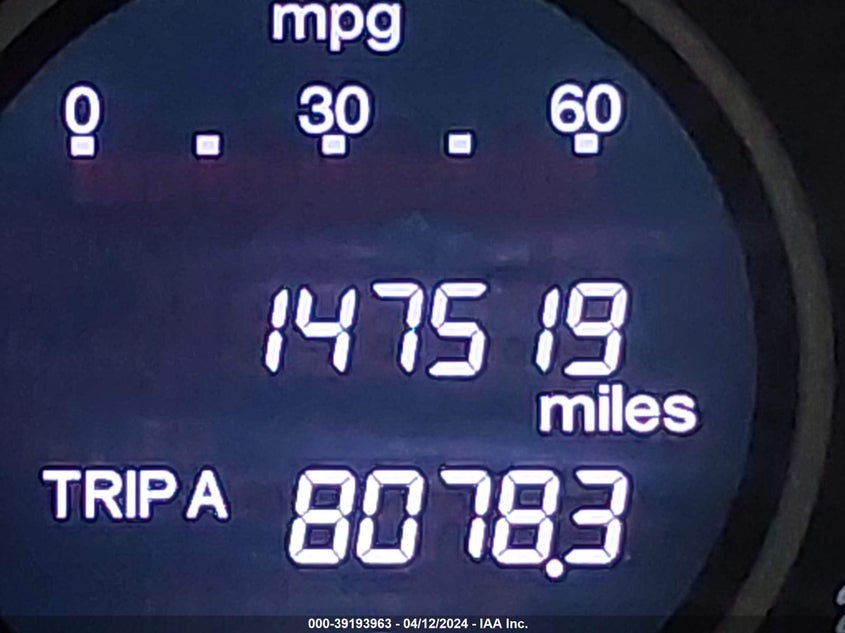 mpg
0 30 60
147519
miles
TRIP A 8078.3
000-39193963 - 04/12/2024 - IAA Inc.